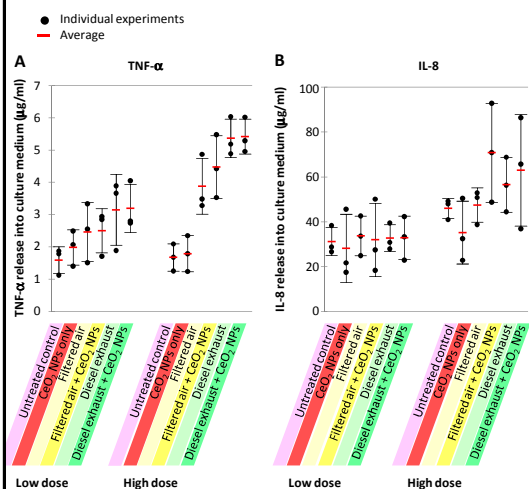 Individual experiments
Average
A
TNF-α
TNF-α release into culture medium (µg/ml)
7
6
5
4
3
2
1
0
Untreated control
CeO2 NPs only
Filtered air
Filtered air + CeO2 NPs
Diesel exhaust
Diesel exhaust + CeO2 NPs
Untreated control
CeO2 NPs only
Filtered air
Filtered air + CeO2 NPs
Diesel exhaust
Diesel exhaust + CeO2 NPs
Low dose
High dose
B
IL-8
IL-8 release into culture medium (µg/ml)
100
80
60
40
20
0
Untreated control
CeO2 NPs only
Filtered air
Filtered air + CeO2 NPs
Diesel exhaust
Diesel exhaust + CeO2 NPs
Untreated control
CeO2 NPs only
Filtered air
Filtered air + CeO2 NPs
Diesel exhaust
Diesel exhaust + CeO2 NPs
Low dose
High dose